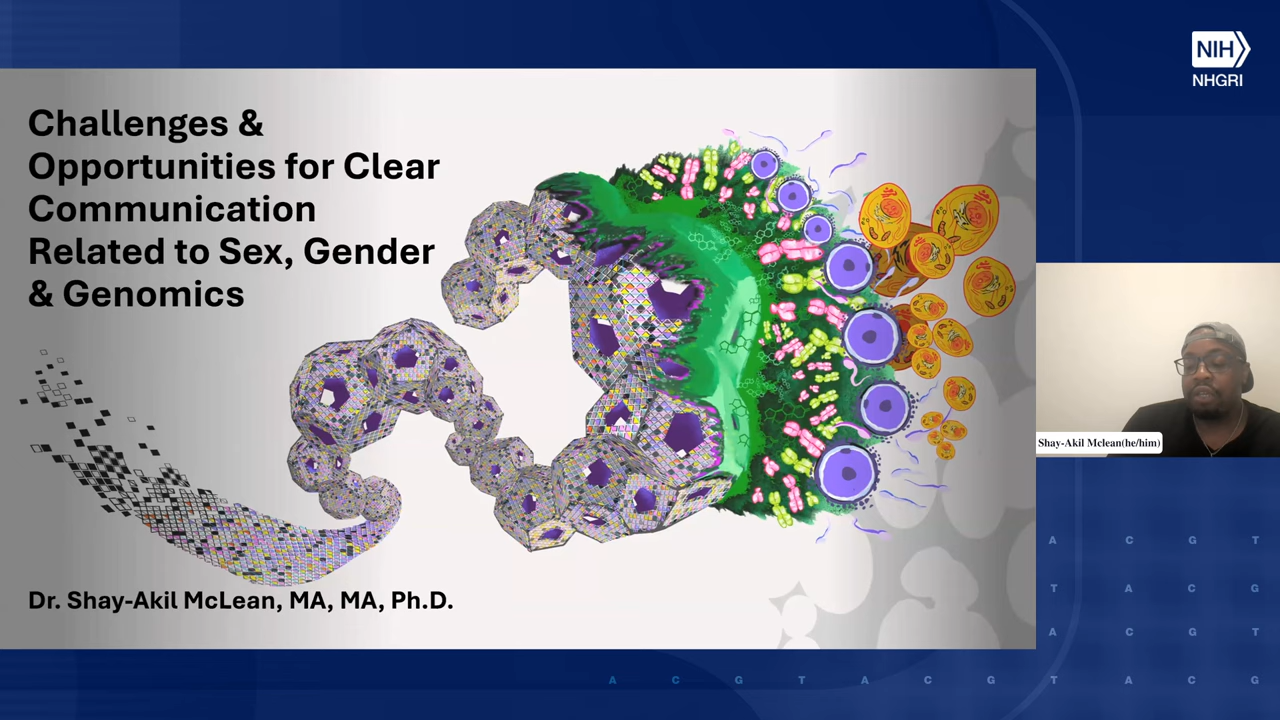 NIH
NHGRI
Challenges &
Opportunities for Clear
Communication
Related to Sex, Gender
& Genomics
Dr. Shay-Akil McLean, MA, MA, Ph.D.
Shay-Akil Mclean(he/him)
A C G T
T A C G
A C G T
A C G T A C G T A C G